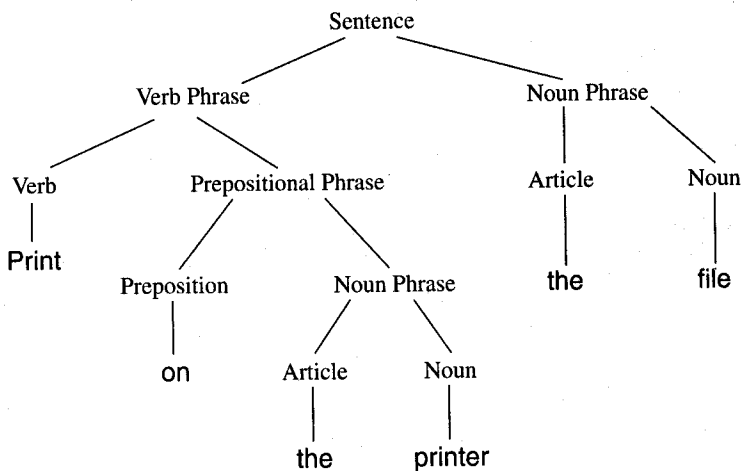 Sentence
Verb Phrase Noun Phrase
Verb Prepositional Phrase Article Noun
Print
Preposition Noun Phrase the file
on Article Noun
the printer